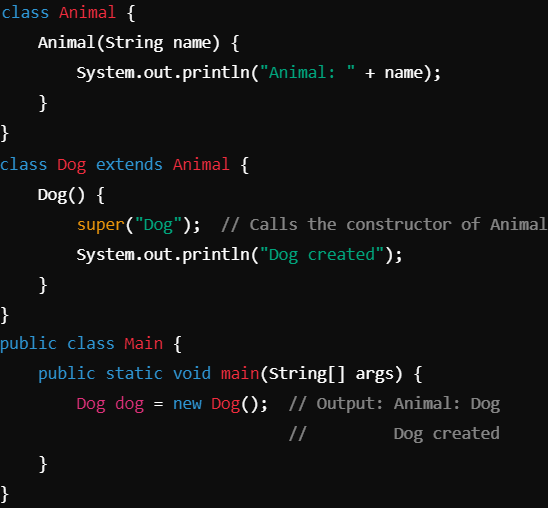 class Animal {
    Animal(String name) {
        System.out.println("Animal: " + name);
    }
}
class Dog extends Animal {
    Dog() {
        super("Dog");  // Calls the constructor of Animal
        System.out.println("Dog created");
    }
}
public class Main {
    public static void main(String[] args) {
        Dog dog = new Dog();  // Output: Animal: Dog
                              //         Dog created
    }
}